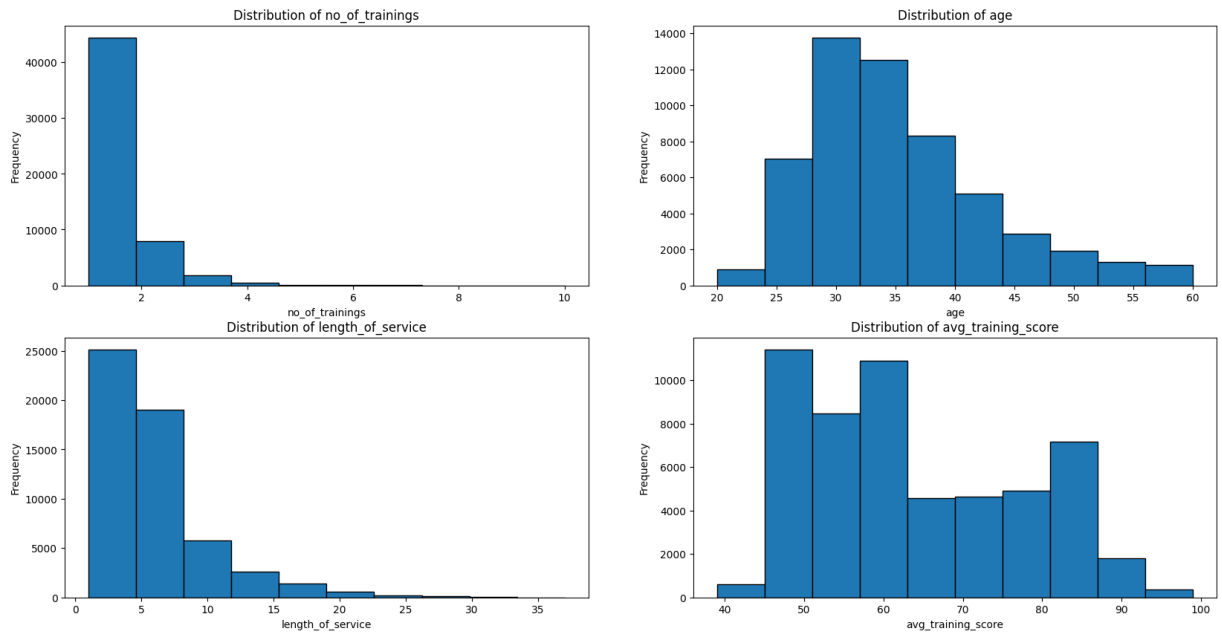 Distribution of no_of_trainings
Frequency
40000
30000
20000
10000
0
2 4 6 8 10
no_of_trainings
Distribution of age
Frequency
14000
12000
10000
8000
6000
4000
2000
0
20 25 30 35 40 45 50 55 60
age
Distribution of length_of_service
Frequency
25000
20000
15000
10000
5000
0
0 5 10 15 20 25 30 35
length_of_service
Distribution of avg_training_score
Frequency
10000
8000
6000
4000
2000
0
40 50 60 70 80 90 100
avg_training_score